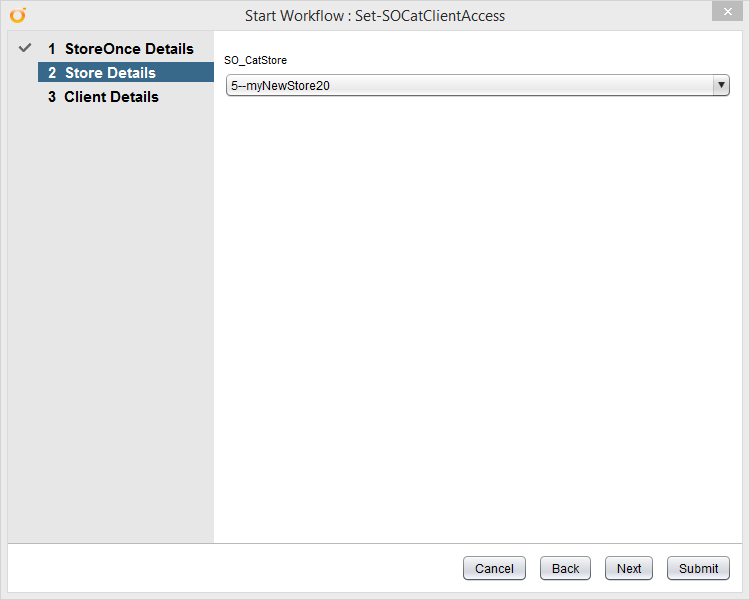 Start Workflow : Set-SOCatClientAccess
1 StoreOnce Details
2 Store Details
3 Client Details
SO_CatStore
5--myNewStore20
Cancel Back Next Submit